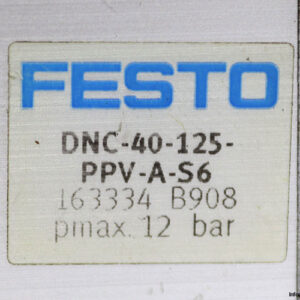 FESTO
DNC-40-125-
PPV-A-S6
163334 B908
pmax. 12 bar